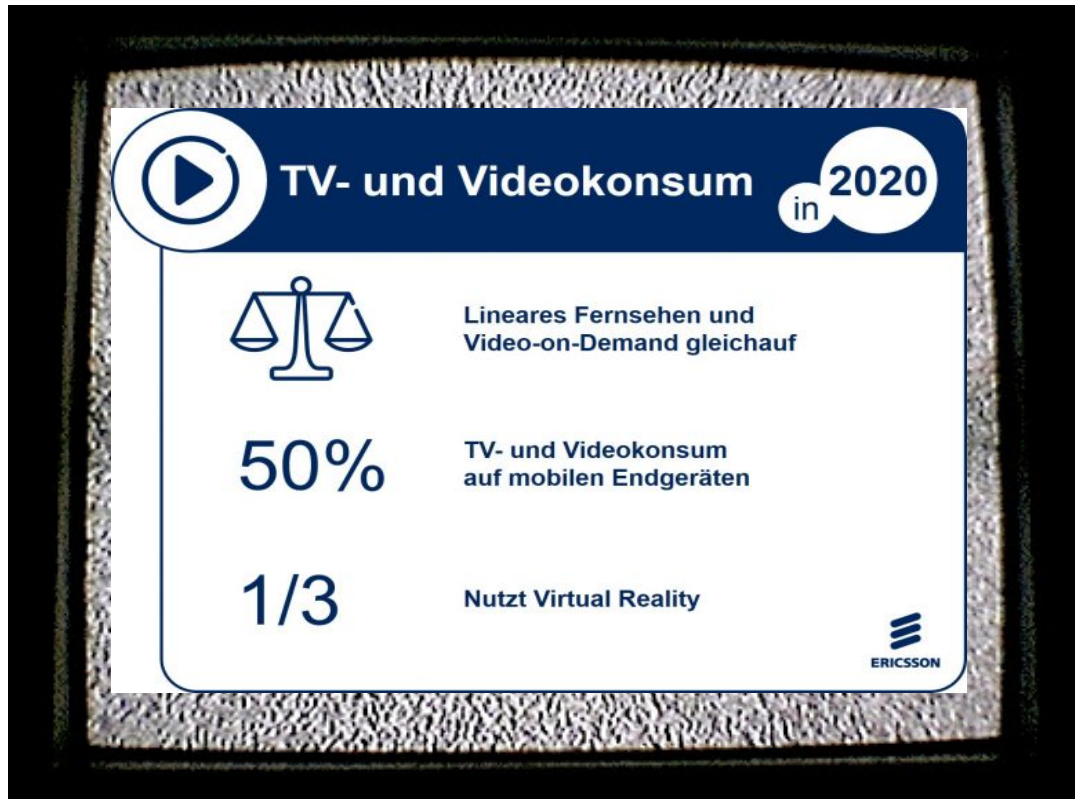 TV- und Videokonsum in 2020
Lineares Fernsehen und
Video-on-Demand gleichauf
50%
TV- und Videokonsum
auf mobilen Endgeräten
1/3
Nutzt Virtual Reality
ERICSSON